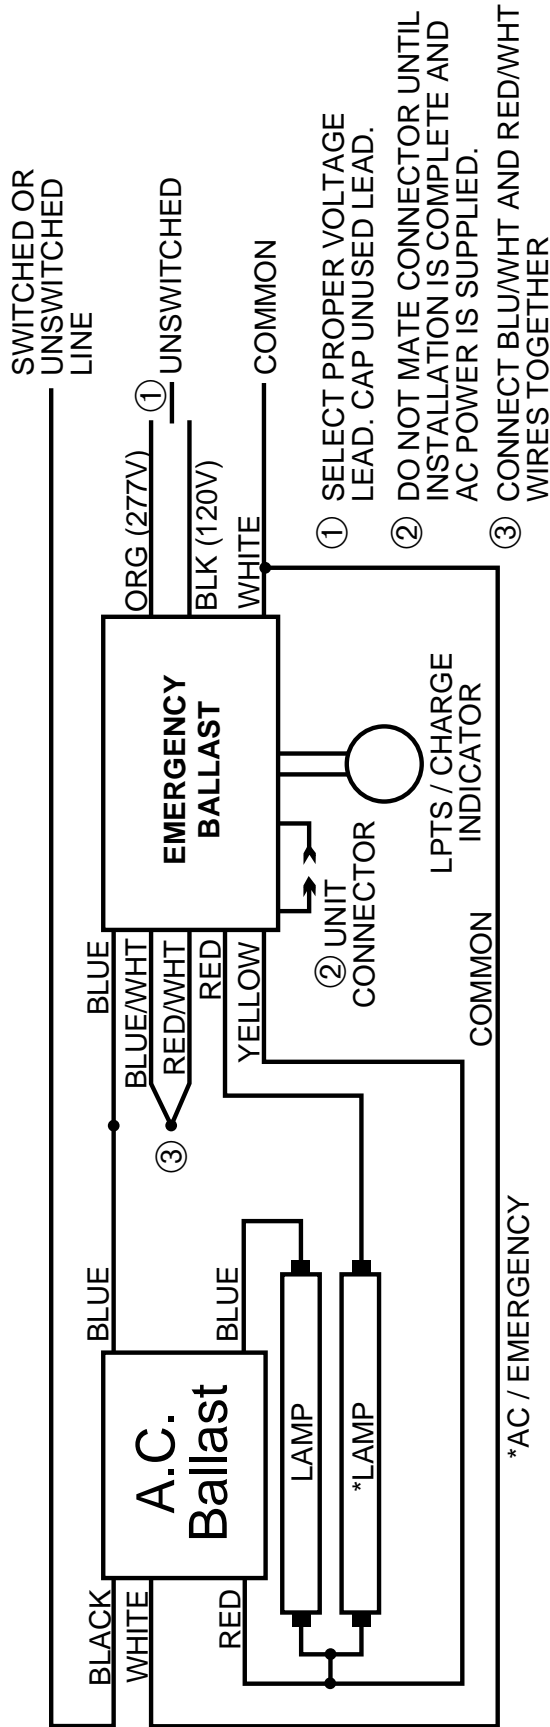 SWITCHED OR
UNSWITCHED
LINE
BLACK
WHITE
RED
A.C.
Ballast
BLUE
BLUE
LAMP
*LAMP
BLUE
BLUE/WHT
RED/WHT
RED
YELLOW
③
EMERGENCY
BALLAST
ORG (277V)
BLK (120V)
WHITE
①
UNSWITCHED
COMMON
② UNIT
CONNECTOR
LPTS / CHARGE
INDICATOR
COMMON
*AC / EMERGENCY
① SELECT PROPER VOLTAGE
LEAD. CAP UNUSED LEAD.
② DO NOT MATE CONNECTOR UNTIL
INSTALLATION IS COMPLETE AND
AC POWER IS SUPPLIED.
③ CONNECT BLU/WHT AND RED/WHT
WIRES TOGETHER